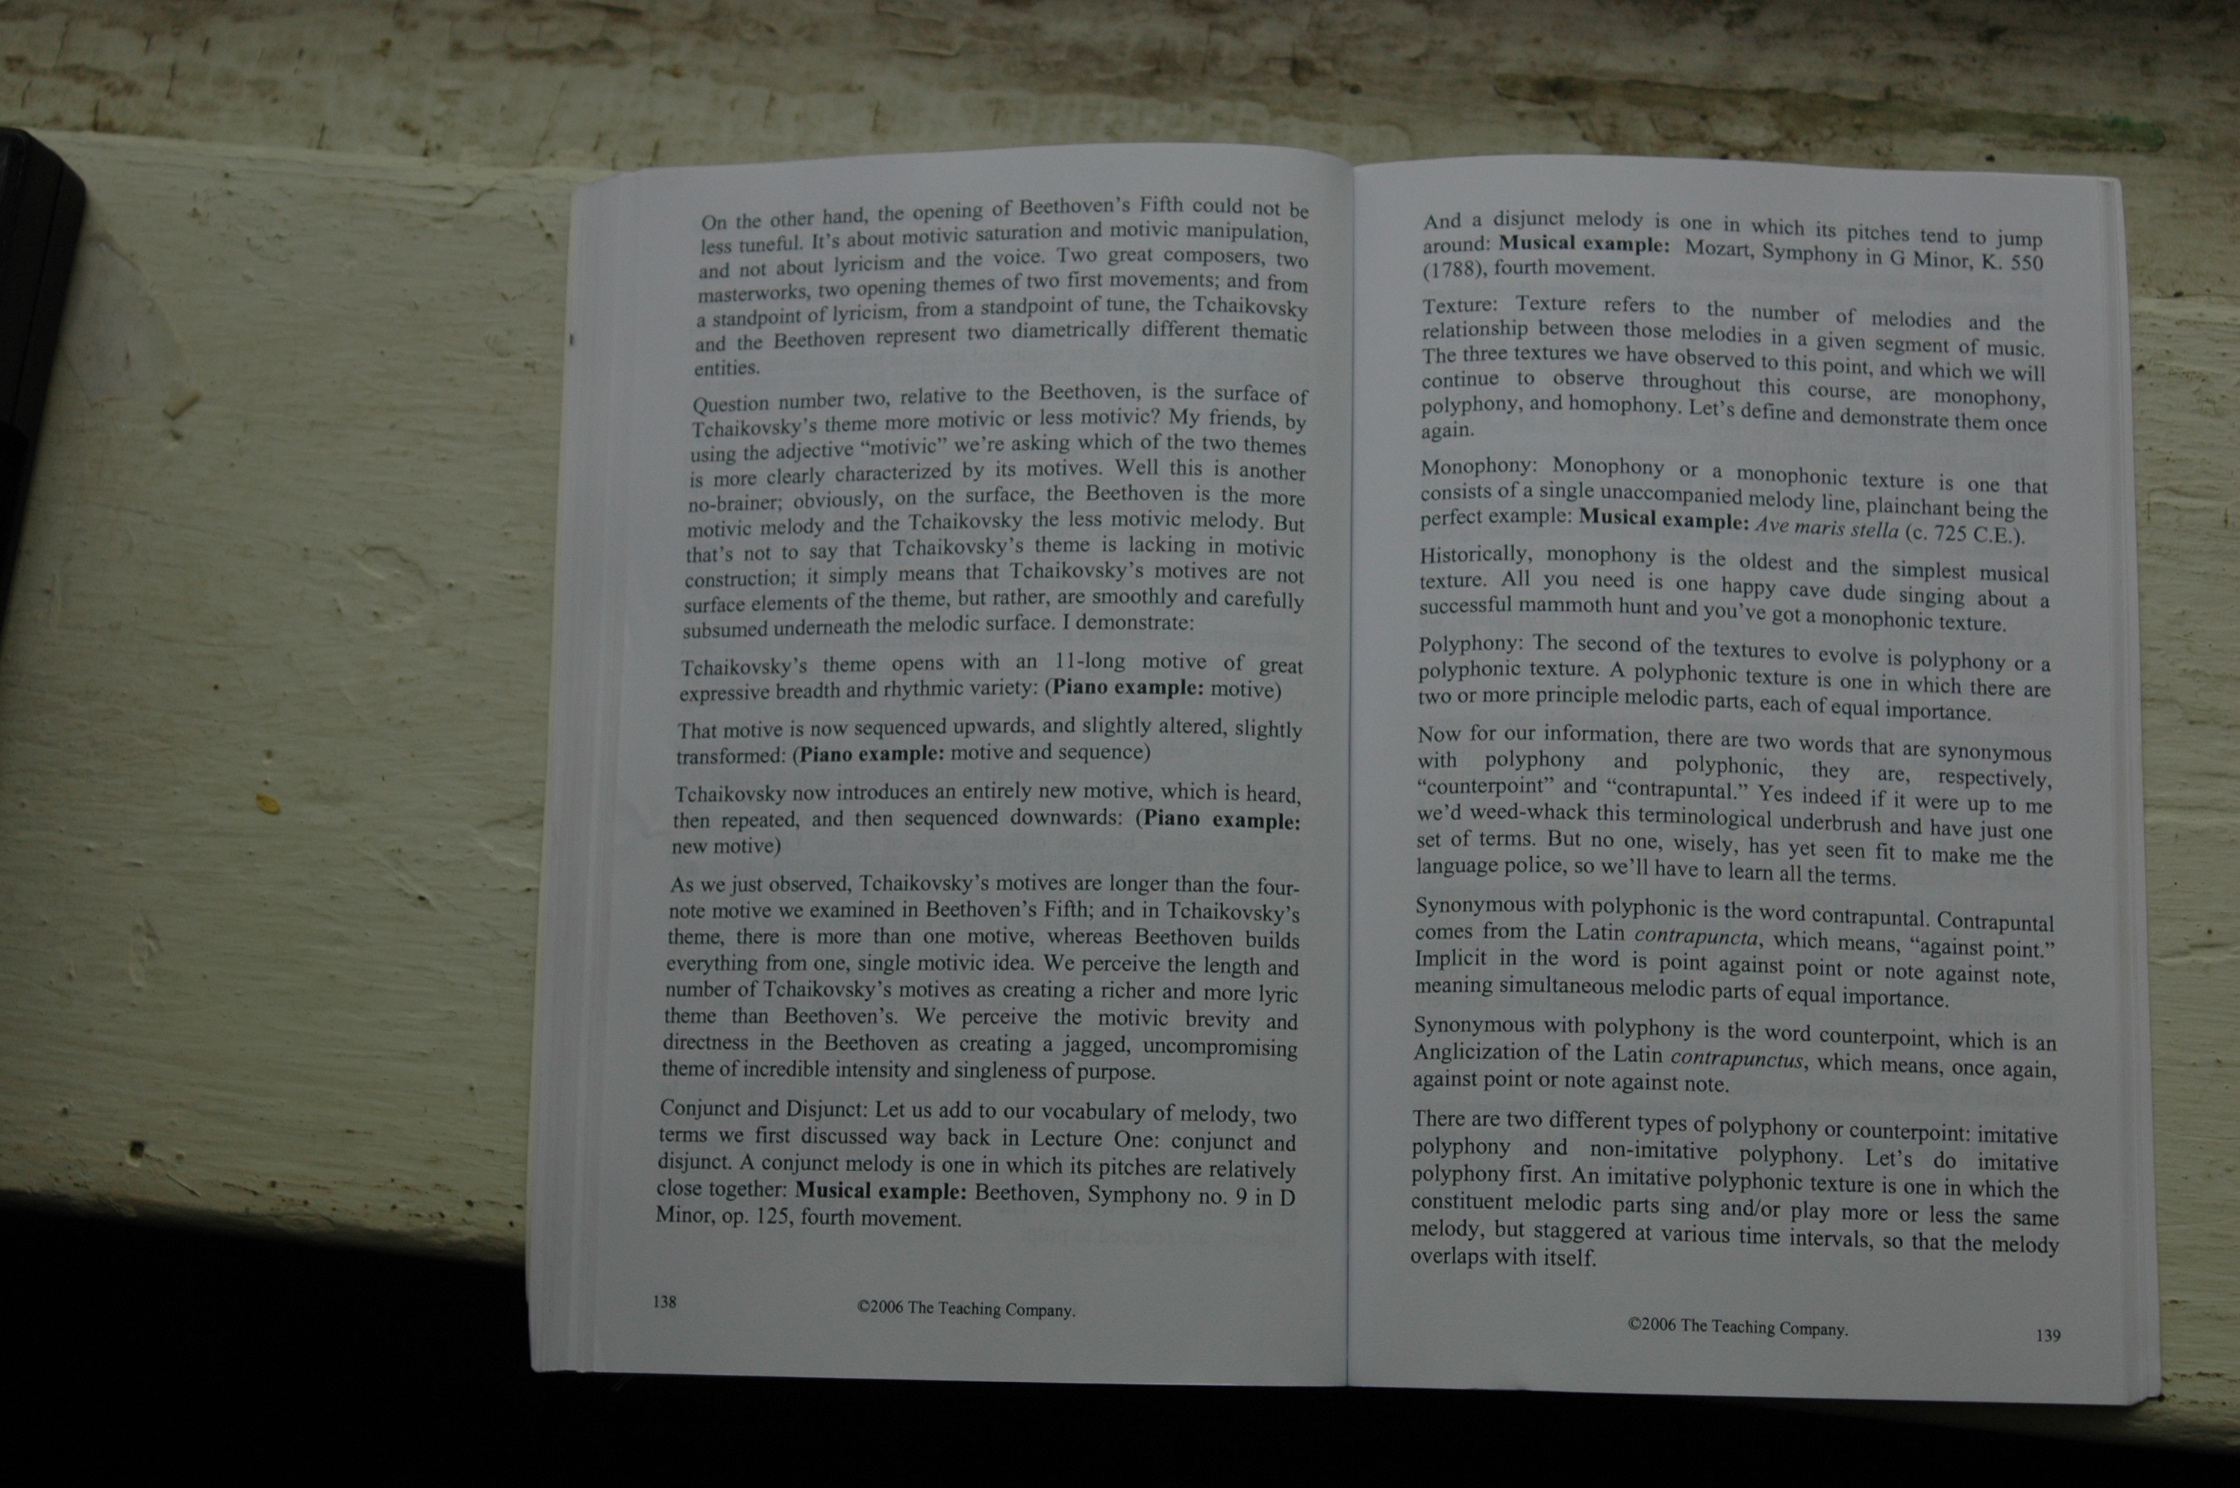 On the other hand, the opening of Beethoven's Fifth could not be
less tuneful. It's about motivic saturation and motivic manipulation,
and not about lyricism and the voice. Two great composers, two
masterworks, two opening themes of two first movements; and from
a standpoint of lyricism, from a standpoint of tune, the Tchaikovsky
and the Beethoven represent two diametrically different thematic
entities.
Question number two, relative to the Beethoven, is the surface of
Tchaikovsky's theme more motivic or less motivic? My friends, by
using the adjective “motivic” we're asking which of the two themes
is more clearly characterized by its motives. Well this is another
no-brainer; obviously, on the surface, the Beethoven is the more
motivic melody and the Tchaikovsky the less motivic melody. But
that's not to say that Tchaikovsky's theme is lacking in motivic
construction; it simply means that Tchaikovsky's motives are not
surface elements of the theme, but rather, are smoothly and carefully
subsumed underneath the melodic surface. I demonstrate:
Tchaikovsky's theme opens with an 11-long motive of great
expressive breadth and rhythmic variety: (Piano example: motive)
That motive is now sequenced upwards, and slightly altered, slightly
transformed: (Piano example: motive and sequence)
Tchaikovsky now introduces an entirely new motive, which is heard,
then repeated, and then sequenced downwards: (Piano example:
new motive)
As we just observed, Tchaikovsky's motives are longer than the four-
note motive we examined in Beethoven's Fifth; and in Tchaikovsky's
theme, there is more than one motive, whereas Beethoven builds
everything from one, single motivic idea. We perceive the length and
number of Tchaikovsky's motives as creating a richer and more lyric
theme than Beethoven's. We perceive the motivic brevity and
directness in the Beethoven as creating a jagged, uncompromising
theme of incredible intensity and singleness of purpose.
Conjunct and Disjunct: Let us add to our vocabulary of melody, two
terms we first discussed way back in Lecture One: conjunct and
disjunct. A conjunct melody is one in which its pitches are relatively
close together: Musical example: Beethoven, Symphony no. 9 in D
Minor, op. 125, fourth movement.
138
©2006 The Teaching Company.
And a disjunct melody is one in which its pitches tend to jump
around: Musical example: Mozart, Symphony in G Minor, K. 550
(1788), fourth movement.
Texture: Texture refers to the number of melodies and the
relationship between those melodies in a given segment of music.
The three textures we have observed to this point, and which we will
continue to observe throughout this course, are monophony,
polyphony, and homophony. Let's define and demonstrate them once
again.
Monophony: Monophony or a monophonic texture is one that
consists of a single unaccompanied melody line, plainchant being the
perfect example: Musical example: Ave maris stella (c. 725 C.E.).
Historically, monophony is the oldest and the simplest musical
texture. All you need is one happy cave dude singing about a
successful mammoth hunt and you've got a monophonic texture.
Polyphony: The second of the textures to evolve is polyphony or a
polyphonic texture. A polyphonic texture is one in which there are
two or more principle melodic parts, each of equal importance.
Now for our information, there are two words that are synonymous
with polyphony and polyphonic, they are, respectively,
“counterpoint” and “contrapuntal.” Yes indeed if it were up to me
we'd weed-whack this terminological underbrush and have just one
set of terms. But no one, wisely, has yet seen fit to make me the
language police, so we'll have to learn all the terms.
Synonymous with polyphonic is the word contrapuntal. Contrapuntal
comes from the Latin contrapuncta, which means, “against point.”
Implicit in the word is point against point or note against note,
meaning simultaneous melodic parts of equal importance.
Synonymous with polyphony is the word counterpoint, which is an
Anglicization of the Latin contrapunctus, which means, once again,
against point or note against note.
There are two different types of polyphony or counterpoint: imitative
polyphony and non-imitative polyphony. Let's do imitative
polyphony first. An imitative polyphonic texture is one in which the
constituent melodic parts sing and/or play more or less the same
melody, but staggered at various time intervals, so that the melody
overlaps with itself.
©2006 The Teaching Company.
139